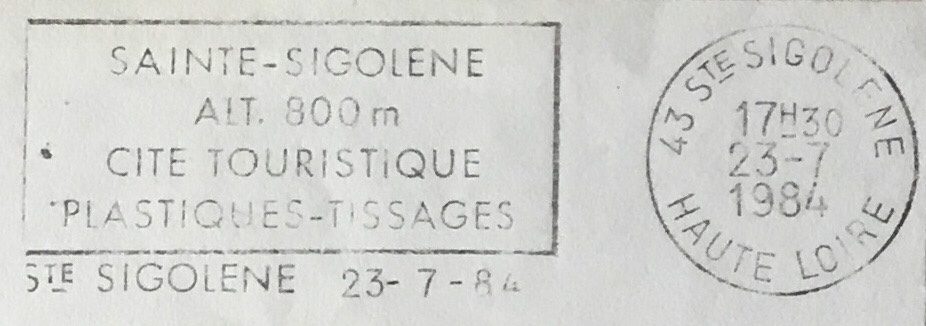 SAINTE-SIGOLENE
ALT. 800 m
CITE TOURISTIQUE
PLASTIQUES-TISSAGES
STE SIGOLENE 23-7-84
43 STE SIGOLENE
17H30
23-7
1984
HAUTE LOIRE